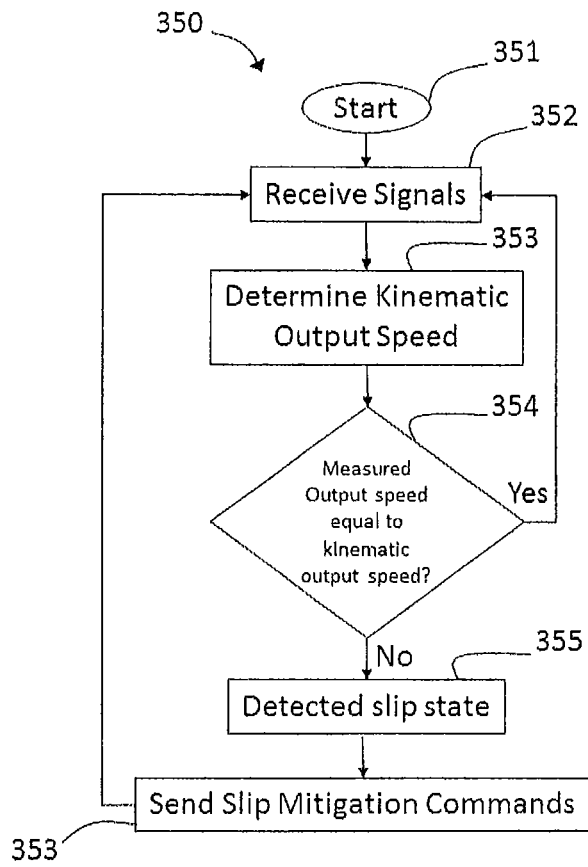 350
351
Start
352
Receive Signals
353
Determine Kinematic
Output Speed
354
Measured
Output speed
equal to
kinematic
output speed?
Yes
No
355
Detected slip state
Send Slip Mitigation Commands
353